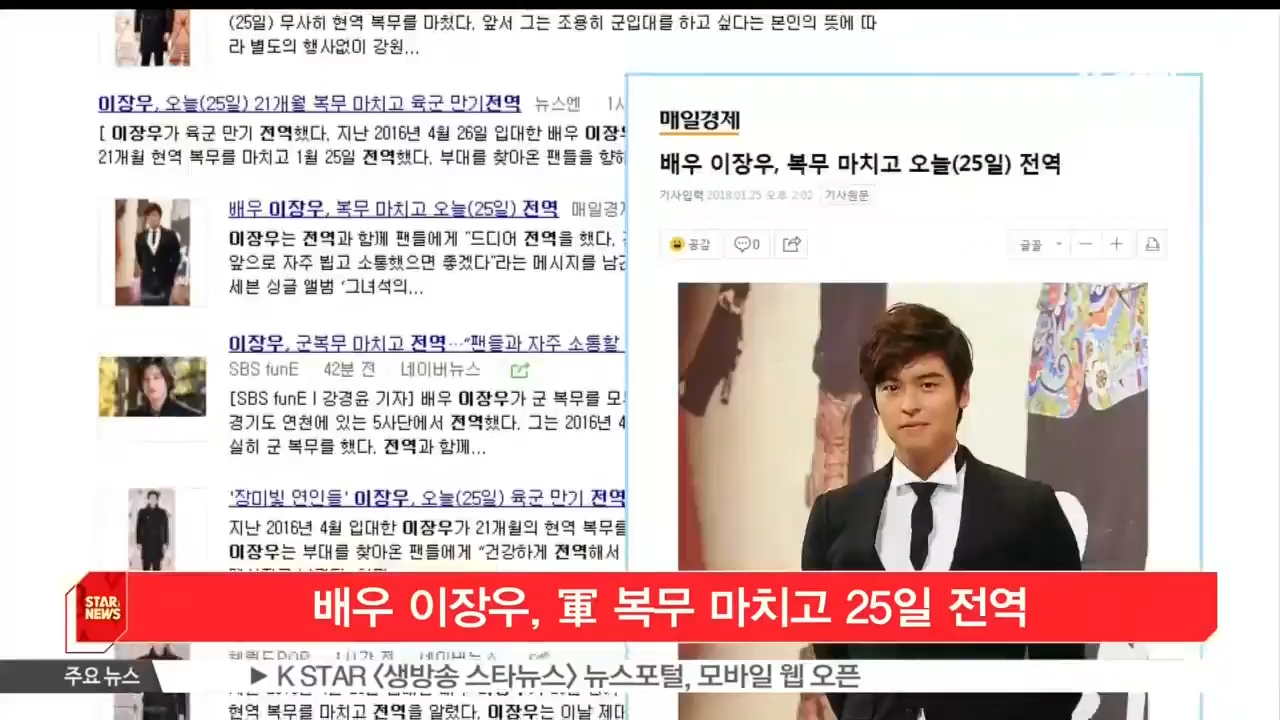 (25일) 무사히 현역 복무를 마쳤다. 앞서 그는 조용히 군입대를 하고 싶다는 본인의 뜻에 따
라 별도의 행사없이 강원...
이장우, 오늘(25일) 21개월 복무 마치고 육군 만기전역 뉴스엔
[ 이장우가 육군 만기 전역했다. 지난 2016년 4월 26일 입대한 배우
21개월 현역 복무를 마치고 1월 25일 전역했다. 부대를 찾아온 팬들을
배우 이장우, 복무 마치고 오늘(25일) 전역
이장우는 전역과 함께 팬들에게 "드디어 전역을 했다.
앞으로 자주 뵙고 소통했으면 좋겠다"라는 메시지를
세븐 싱글 앨범 '그녀석의...
이장우, 군복무 마치고 전역…"팬들과 자주 소통할
SBS funE 42분 전 네이버뉴스
[SBS funE l 강경윤 기자] 배우 이장우가 군 복무를
경기도 연천에 있는 5사단에서 전역했다. 그는 2016년
실히 군 복무를 했다. 전역과 함께...
'장미빛 연인들' 이장우, 오늘(25일) 육군 만기 전역
지난 2016년 4월 입대한 이장우가 21개월의 현역 복무를
이장우는 부대를 찾아온 팬들에게 "건강하게 전역해서
매일경제
배우 이장우, 복무 마치고 오늘(25일) 전역
기사입력 2018.01.25 오후 2:02 기사원문
공감 0 글꼴
STAR NEWS
배우 이장우, 軍 복무 마치고 25일 전역
주요뉴스
▶ K STAR <생방송 스타뉴스> 뉴스포털, 모바일 웹 오픈
현역 복무를 마치고 전역을 알렸다. 이장우는 이날 제대